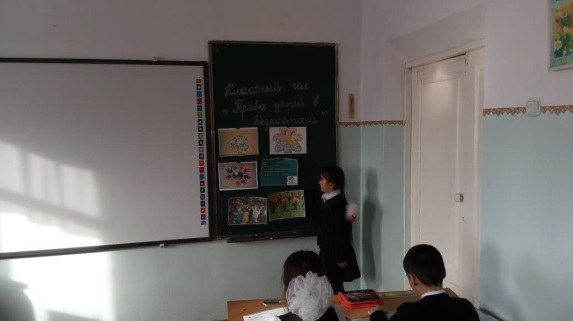 Классный час
"Права детей в
Казахстане"